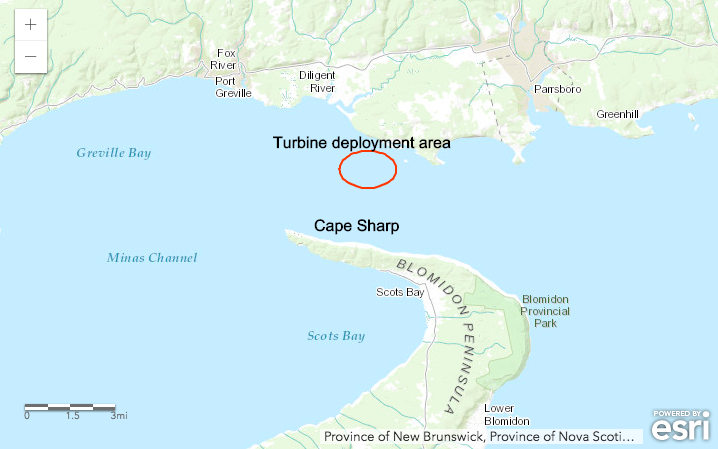 +
−
Fox
River
Port
Greville
Diligent
River
Parrsboro
Greenhill
Greville Bay
Turbine deployment area
Cape Sharp
Minas Channel
BLOMIDON PENINSULA
Scots Bay
Blomidon
Provincial
Park
Scots Bay
0 1.5 3mi
Lower
Blomidon
POWERED BY
esri
Province of New Brunswick, Province of Nova Scoti...